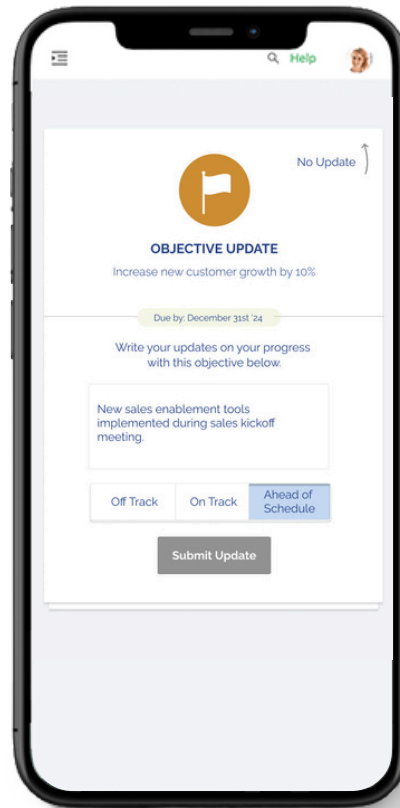 Help
No Update
OBJECTIVE UPDATE
Increase new customer growth by 10%
Due by: December 31st '24
Write your updates on your progress
with this objective below.
New sales enablement tools
implemented during sales kickoff
meeting.
Off Track
On Track
Ahead of
Schedule
Submit Update